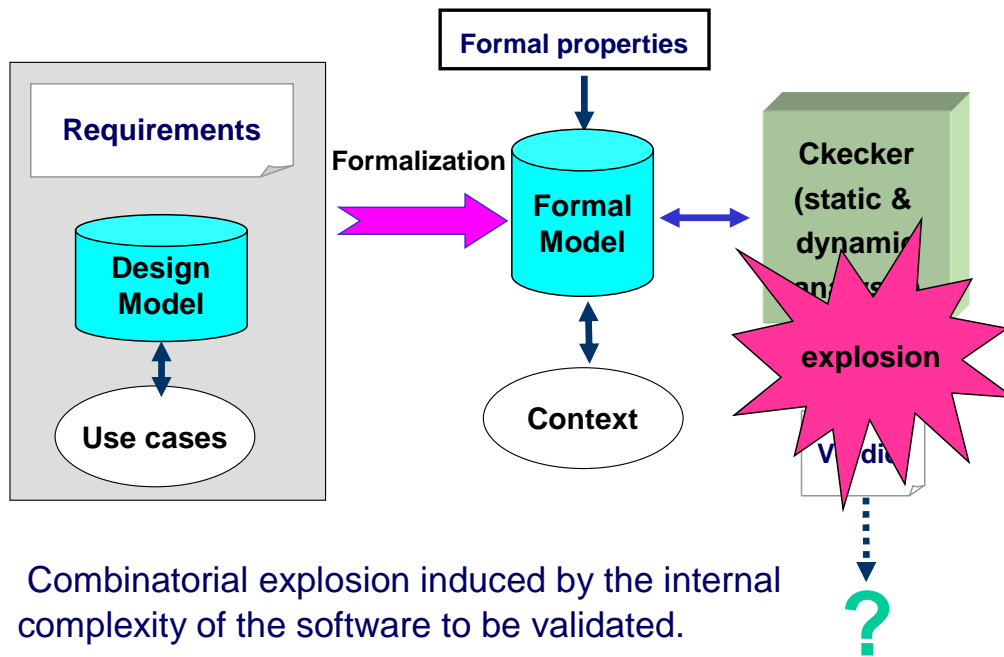 Formal properties
Requirements
Formalization
Design
Model
Use cases
Formal
Model
Context
Ckecker
(static &
dynamic
explosion
Combinatorial explosion induced by the internal
complexity of the software to be validated.
?